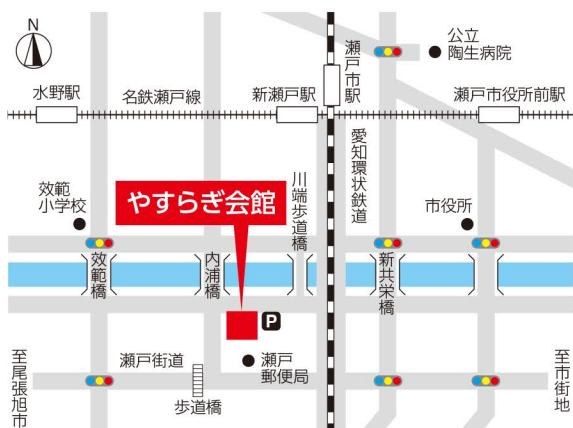 N
公立
陶生病院
瀬戸市駅
水野駅
名鉄瀬戸線
新瀬戸駅
瀬戸市役所前駅
愛知環状鉄道
川端歩道橋
効範
小学校
やすらぎ会館
市役所
効範橋
内浦橋
新共栄橋
P
瀬戸街道
瀬戸
郵便局
歩道橋
至尾張旭市
至市街地